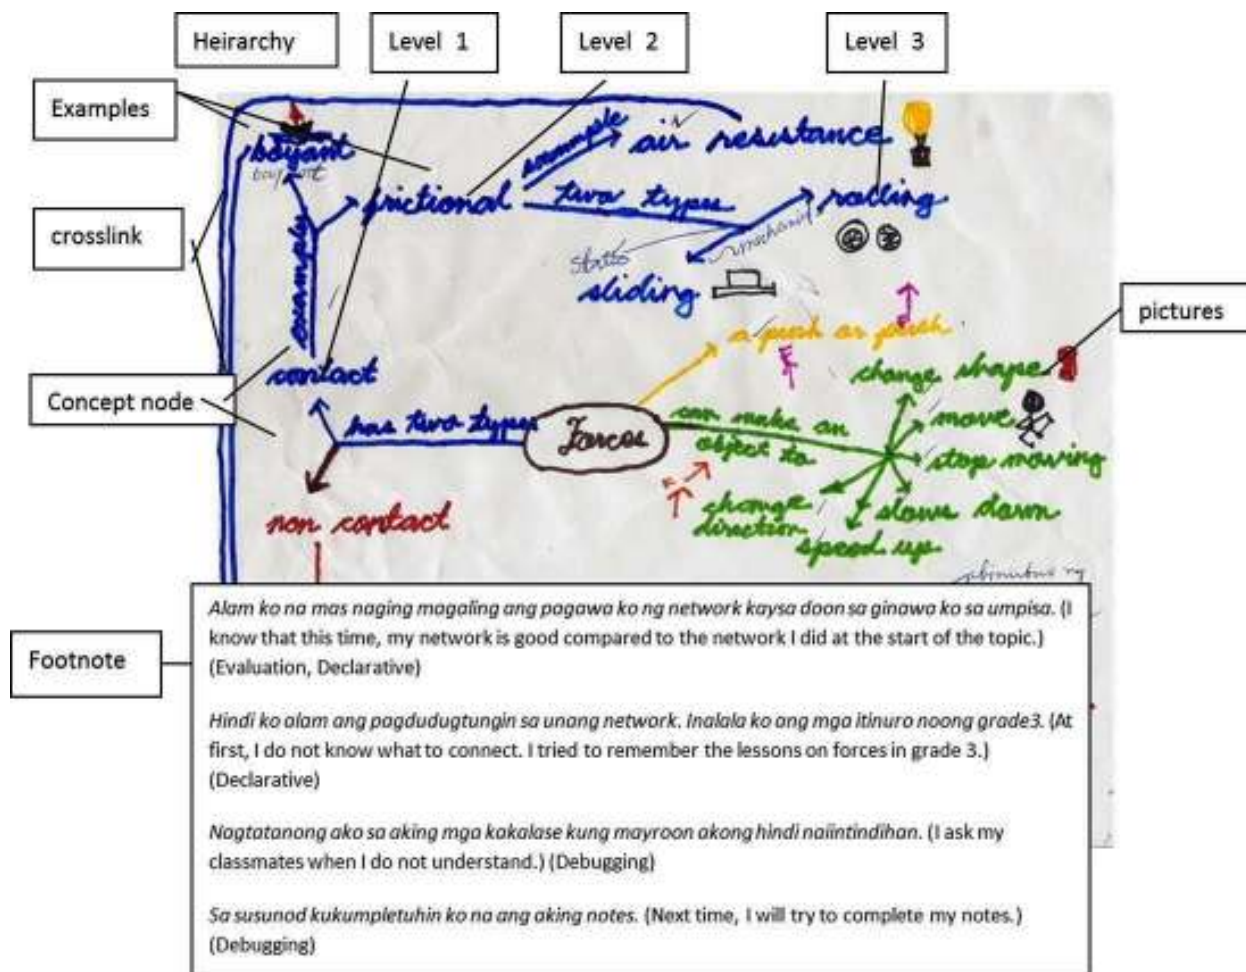 Heirarchy
Level 1
Level 2
Level 3
Examples
crosslink
Concept node
pictures
Footnote
boyant
frictional
example
air resistance
two types
rolling
sliding
example
contact
has two types
non contact
Forces
a push or push
can make an
object to
change shape
move
stop moving
slows down
speed up
change
direction
Alam ko na mas naging magaling ang pagawa ko ng network kaysa doon sa ginawa ko sa umpisa. (I
know that this time, my network is good compared to the network I did at the start of the topic.)
(Evaluation, Declarative)
Hindi ko alam ang pagdudugtungin sa unang network. Inalala ko ang mga itinuro noong grade3. (At
first, I do not know what to connect. I tried to remember the lessons on forces in grade 3.)
(Declarative)
Nagtatanong ako sa aking mga kakalase kung mayroon akong hindi naiintindihan. (I ask my
classmates when I do not understand.) (Debugging)
Sa susunod kukumpletuhin ko na ang aking notes. (Next time, I will try to complete my notes.)
(Debugging)